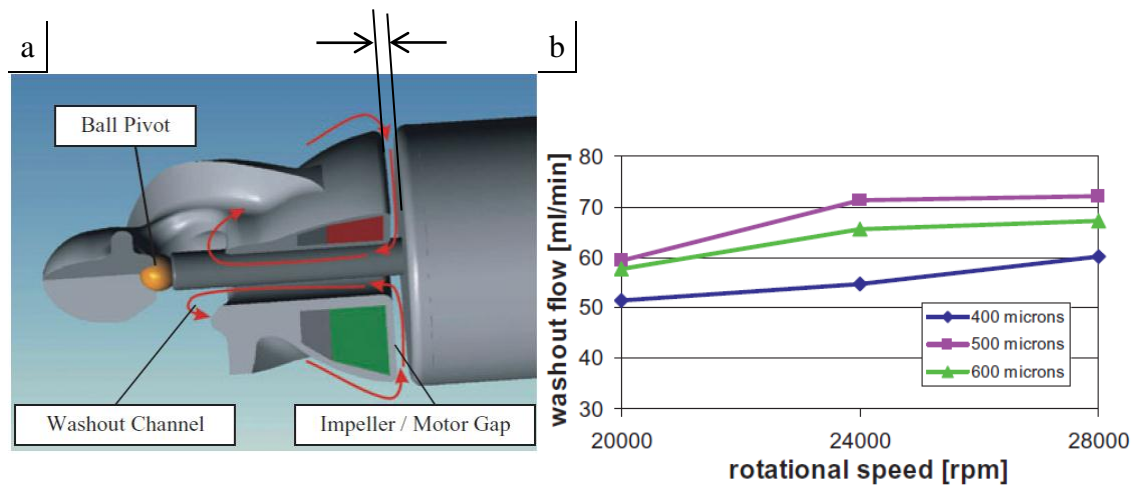 a
Ball Pivot
Washout Channel
Impeller / Motor Gap
b
washout flow [ml/min]
80
70
60
50
40
30
400 microns
500 microns
600 microns
20000
24000
28000
rotational speed [rpm]